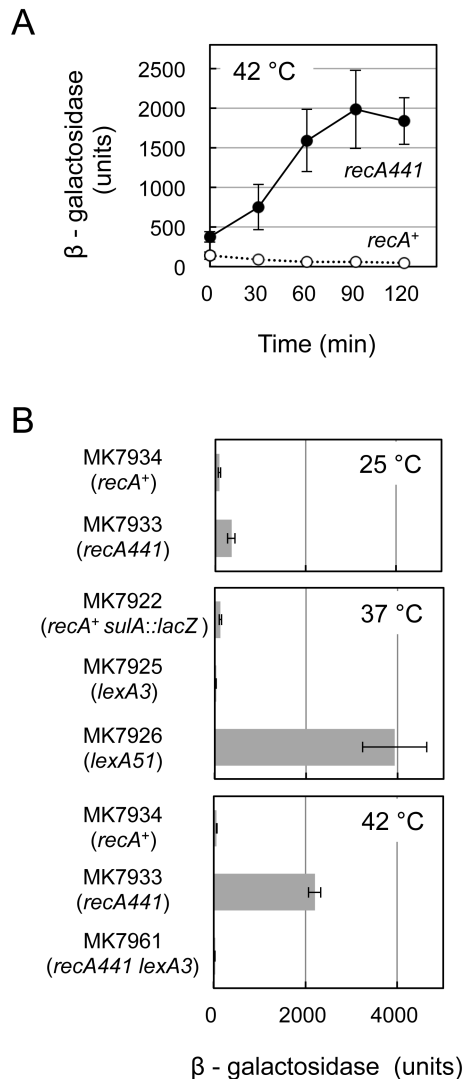 A
β - galactosidase
(units)
2500
2000
1500
1000
500
0
42 °C
recA441
recA⁺
0 30 60 90 120
Time (min)
B
MK7934
(recA⁺)
MK7933
(recA441)
25 °C
MK7922
(recA⁺ sulA::lacZ )
MK7925
(lexA3)
MK7926
(lexA51)
37 °C
MK7934
(recA⁺)
MK7933
(recA441)
MK7961
(recA441 lexA3)
42 °C
0 2000 4000
β - galactosidase (units)